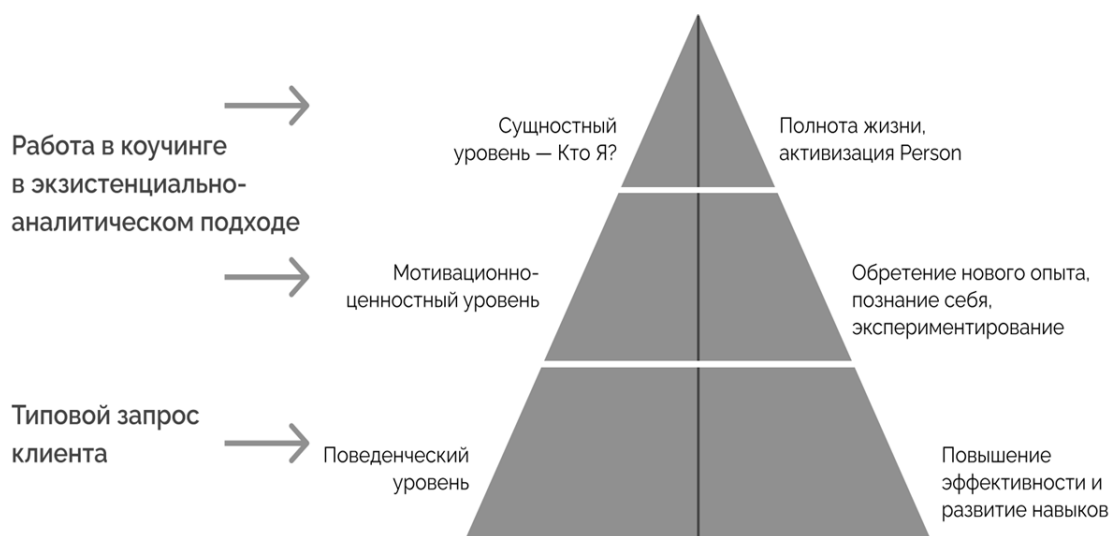 Сущностный
уровень — Кто Я?
Полнота жизни,
активизация Person
Работа в коучинге
в экзистенциально-
аналитическом подходе
Мотивационно-
ценностный уровень
Обретение нового опыта,
познание себя,
экспериментирование
Типовой запрос
клиента
Поведенческий
уровень
Повышение
эффективности и
развитие навыков